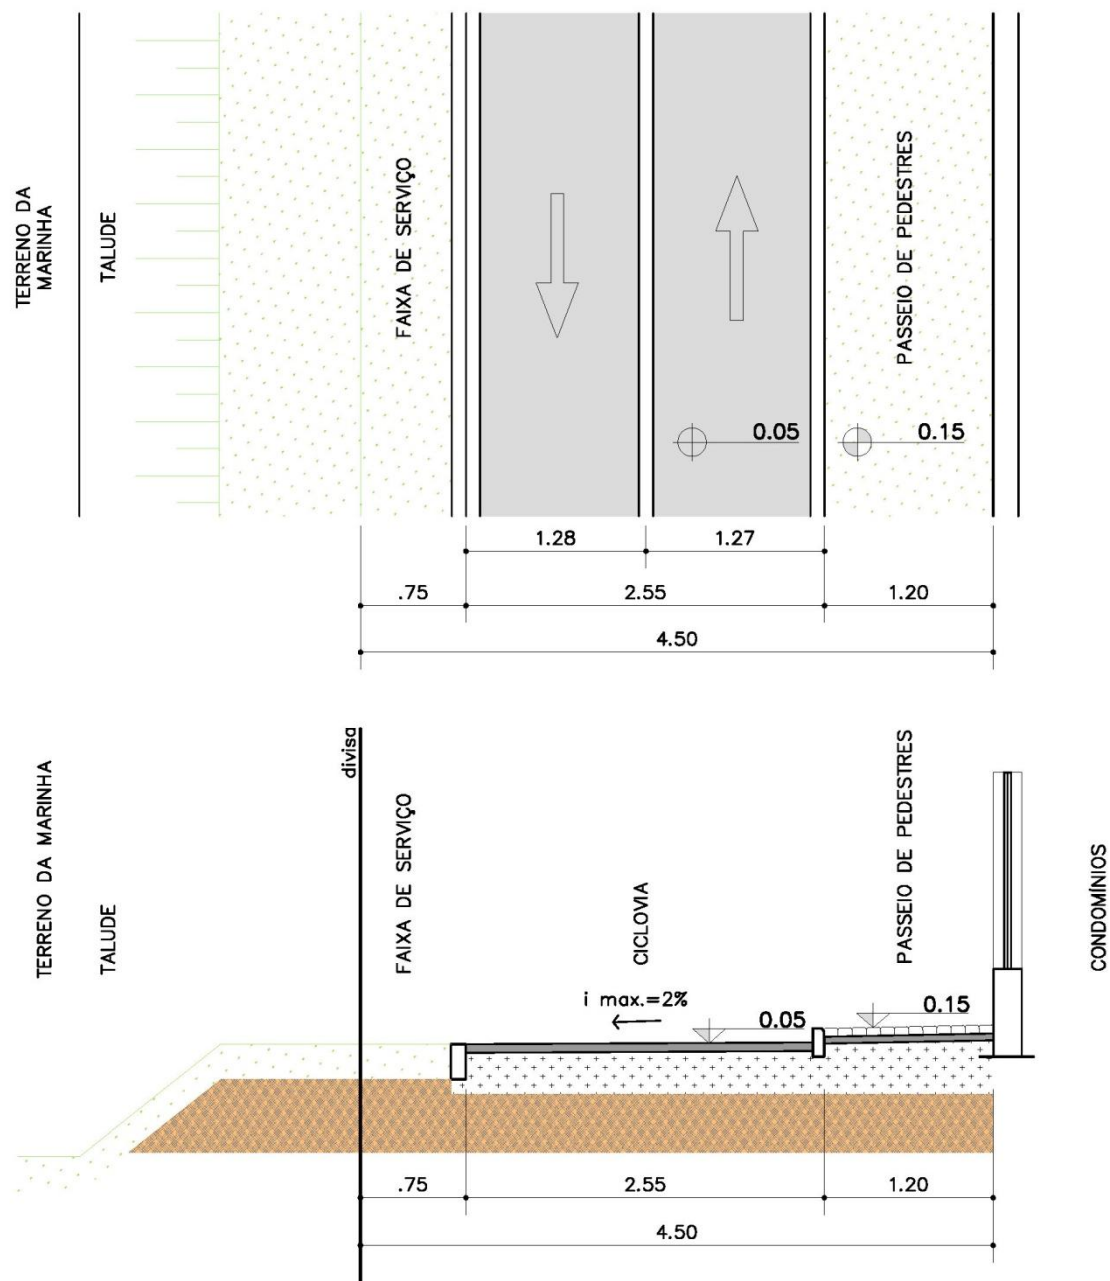 TERRENO DA
MARINHA
TALUDE
FAIXA DE SERVIÇO
PASSEIO DE PEDESTRES
0.05
0.15
1.28
1.27
.75
2.55
1.20
4.50
TERRENO DA MARINHA
TALUDE
divisa
FAIXA DE SERVIÇO
CICLOVIA
PASSEIO DE PEDESTRES
CONDOMÍNIOS
i max.=2%
0.05
0.15
.75
2.55
1.20
4.50